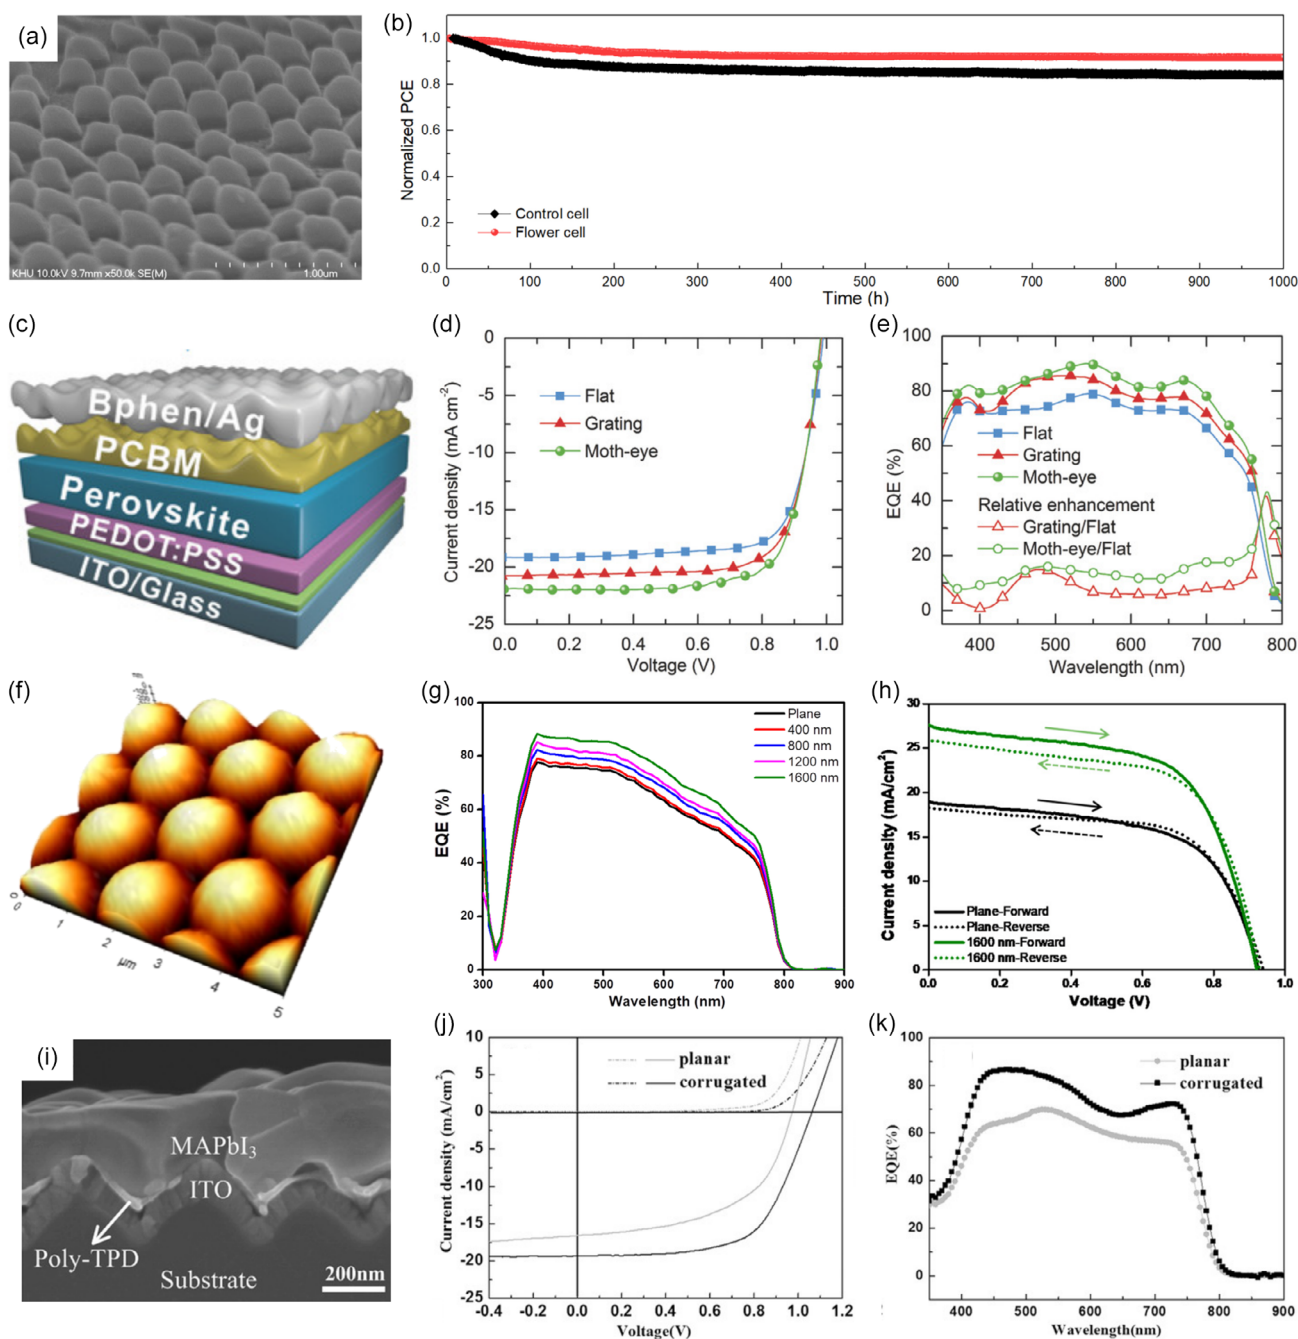 (a)
KHU 10.0kV 9.7mm x50.0k SE(M)
1.00um
(b)
Normalized PCE
1.0
0.8
0.6
0.4
0.2
0.0
Control cell
Flower cell
0 100 200 300 400 500 600 700 800 900 1000
Time (h)
(c)
Bphen/Ag
PCBM
Perovskite
PEDOT:PSS
ITO/Glass
(d)
Current density (mA cm⁻²)
0
-5
-10
-15
-20
-25
Flat
Grating
Moth-eye
0.0 0.2 0.4 0.6 0.8 1.0
Voltage (V)
(e)
EQE (%)
100
80
60
40
20
0
Flat
Grating
Moth-eye
Relative enhancement
Grating/Flat
Moth-eye/Flat
400 500 600 700 800
Wavelength (nm)
(f)
0
1
2
3
4
5
µm
(g)
EQE (%)
100
80
60
40
20
0
Plane
400 nm
800 nm
1200 nm
1600 nm
300 400 500 600 700 800 900
Wavelength (nm)
(h)
Current density (mA/cm²)
30
25
20
15
10
5
0
Plane-Forward
Plane-Reverse
1600 nm-Forward
1600 nm-Reverse
0.0 0.2 0.4 0.6 0.8 1.0
Voltage (V)
(i)
MAPbI₃
ITO
Poly-TPD
Substrate
200nm
(j)
Current density (mA/cm²)
10
5
0
-5
-10
-15
-20
-25
planar
corrugated
-0.4 -0.2 0.0 0.2 0.4 0.6 0.8 1.0 1.2
Voltage(V)
(k)
EQE(%)
100
80
60
40
20
0
planar
corrugated
400 500 600 700 800 900
Wavelength(nm)